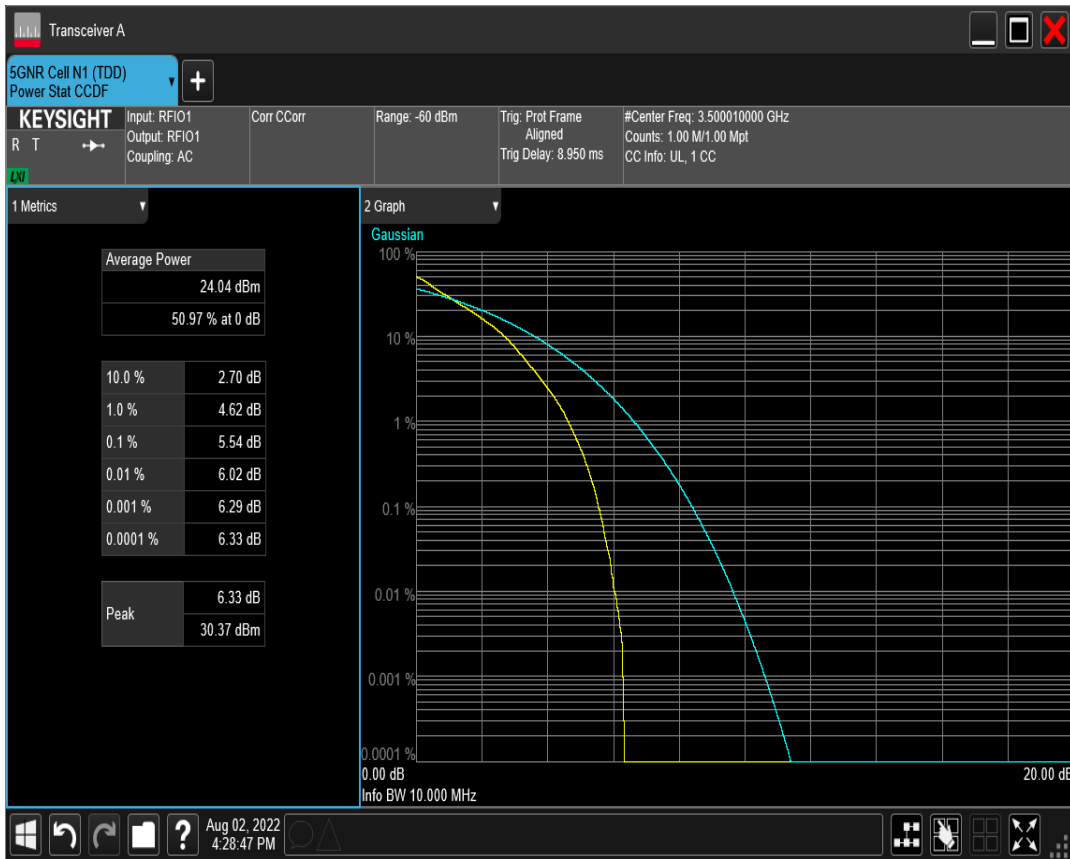 Transceiver A
5GNR Cell N1 (TDD)
Power Stat CCDF
+
KEYSIGHT
R T
LXI
Input: RFIO1
Output: RFIO1
Coupling: AC
Corr CCorr
Range: -60 dBm
Trig: Prot Frame
Aligned
Trig Delay: 8.950 ms
#Center Freq: 3.500010000 GHz
Counts: 1.00 M/1.00 Mpt
CC Info: UL, 1 CC
1 Metrics
Average Power
24.04 dBm
50.97 % at 0 dB
10.0 % 2.70 dB
1.0 % 4.62 dB
0.1 % 5.54 dB
0.01 % 6.02 dB
0.001 % 6.29 dB
0.0001 % 6.33 dB
Peak
6.33 dB
30.37 dBm
2 Graph
Gaussian
100 %
10 %
1 %
0.1 %
0.01 %
0.001 %
0.0001 %
0.00 dB 20.00 dB
Info BW 10.000 MHz
?
Aug 02, 2022
4:28:47 PM